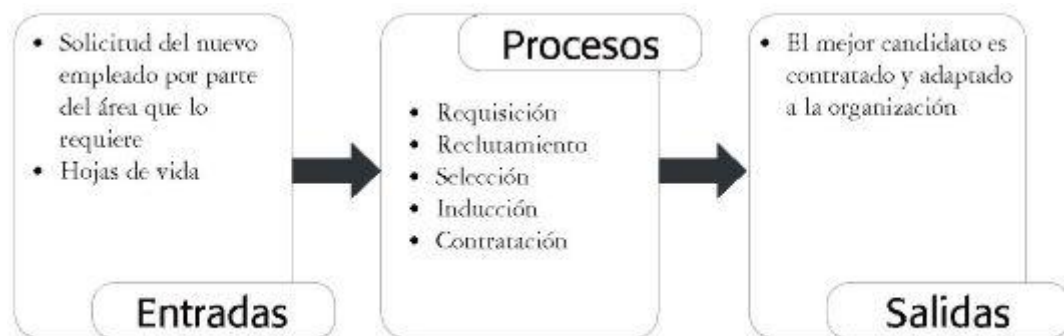 • Solicitud del nuevo
empleado por parte
del área que lo
requiere
• Hojas de vida
Entradas
Procesos
• Requisición
• Reclutamiento
• Selección
• Inducción
• Contratación
• El mejor candidato es
contratado y adaptado
a la organización
Salidas